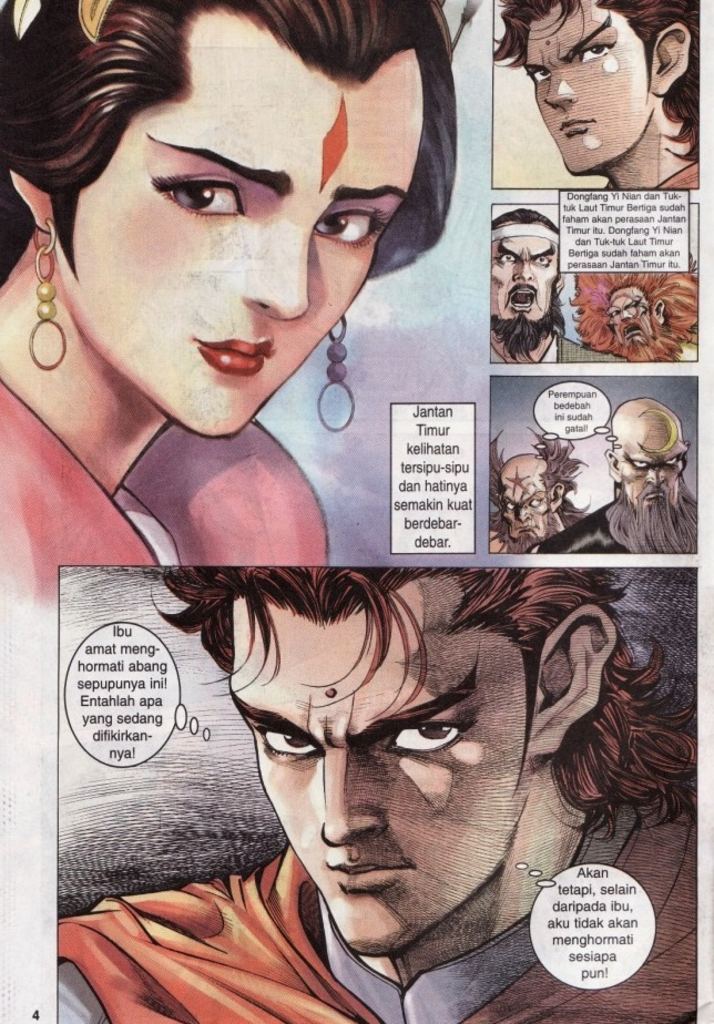 Dongfang Yi Nian dan Tuk-
tuk Laut Timur Bertiga sudah
faham akan perasaan Jantan
Timur itu. Dongfang Yi Nian
dan Tuk-tuk Laut Timur
Bertiga sudah faham akan
perasaan Jantan Timur itu.
Jantan
Timur
kelihatan
tersipu-sipu
dan hatinya
semakin kuat
berdebar-
debar.
Perempuan
bedebah
ini sudah
gatal!
Ibu
amat meng-
hormati abang
sepupunya ini!
Entahlah apa
yang sedang
difikirkan-
nya!
Akan
tetapi, selain
daripada ibu,
aku tidak akan
menghormati
sesiapa
pun!
4